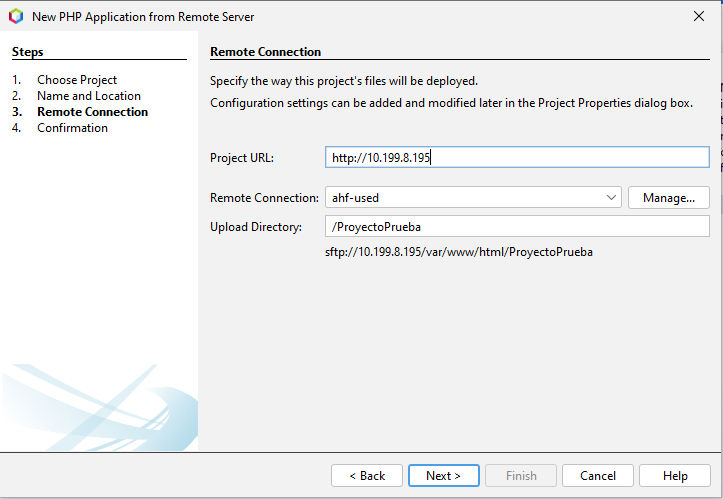 New PHP Application from Remote Server
Steps
1. Choose Project
2. Name and Location
3. Remote Connection
4. Confirmation
Remote Connection
Specify the way this project's files will be deployed.
Configuration settings can be added and modified later in the Project Properties dialog box.
Project URL: http://10.199.8.195
Remote Connection: ahf-used Manage...
Upload Directory: /ProyectoPrueba
sftp://10.199.8.195/var/www/html/ProyectoPrueba
< Back Next > Finish Cancel Help